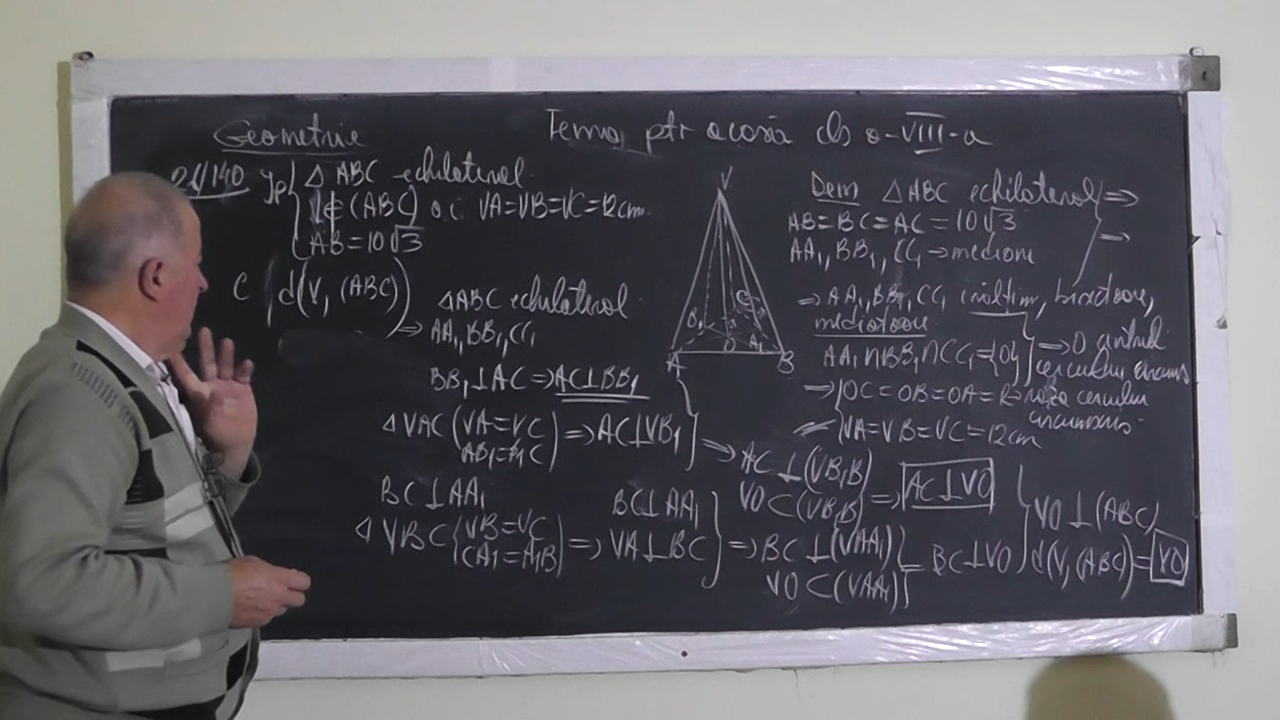 Geometrie
Tema ptr acasă cls a-VIII-a
21/140
Ip { Δ ABC echilateral
V∉(ABC) a.î. VA=VB=VC=12cm
AB=10√3
C d(V, (ABC))
ΔABC echilateral
=> AA₁, BB₁, CC₁
BB₁⊥AC => AC⊥BB₁
ΔVAC (VA=VC
AB₁=B₁C) => AC⊥VB₁
=> AC⊥(VB₁B)
VO⊂(VB₁B) => AC⊥VO
BC⊥AA₁
BC⊥AA₁
ΔVBC {VB=VC
CA₁=A₁B => VA₁⊥BC
=> BC⊥(VAA₁)
VO⊂(VAA₁)
BC⊥VO
VO⊥(ABC)
d(V, (ABC))=VO
V
C
B₁
O
A₁
A
B
Dem ΔABC echilateral =>
AB=BC=AC=10√3
AA₁, BB₁, CC₁ → mediane
=> AA₁, BB₁, CC₁ înălțim, bisectoare,
mediatoare
AA₁∩BB₁∩CC₁={O} => O centrul
cercului circums
=> OC=OB=OA=R → raza cercului
circumscris
VA=VB=VC=12cm